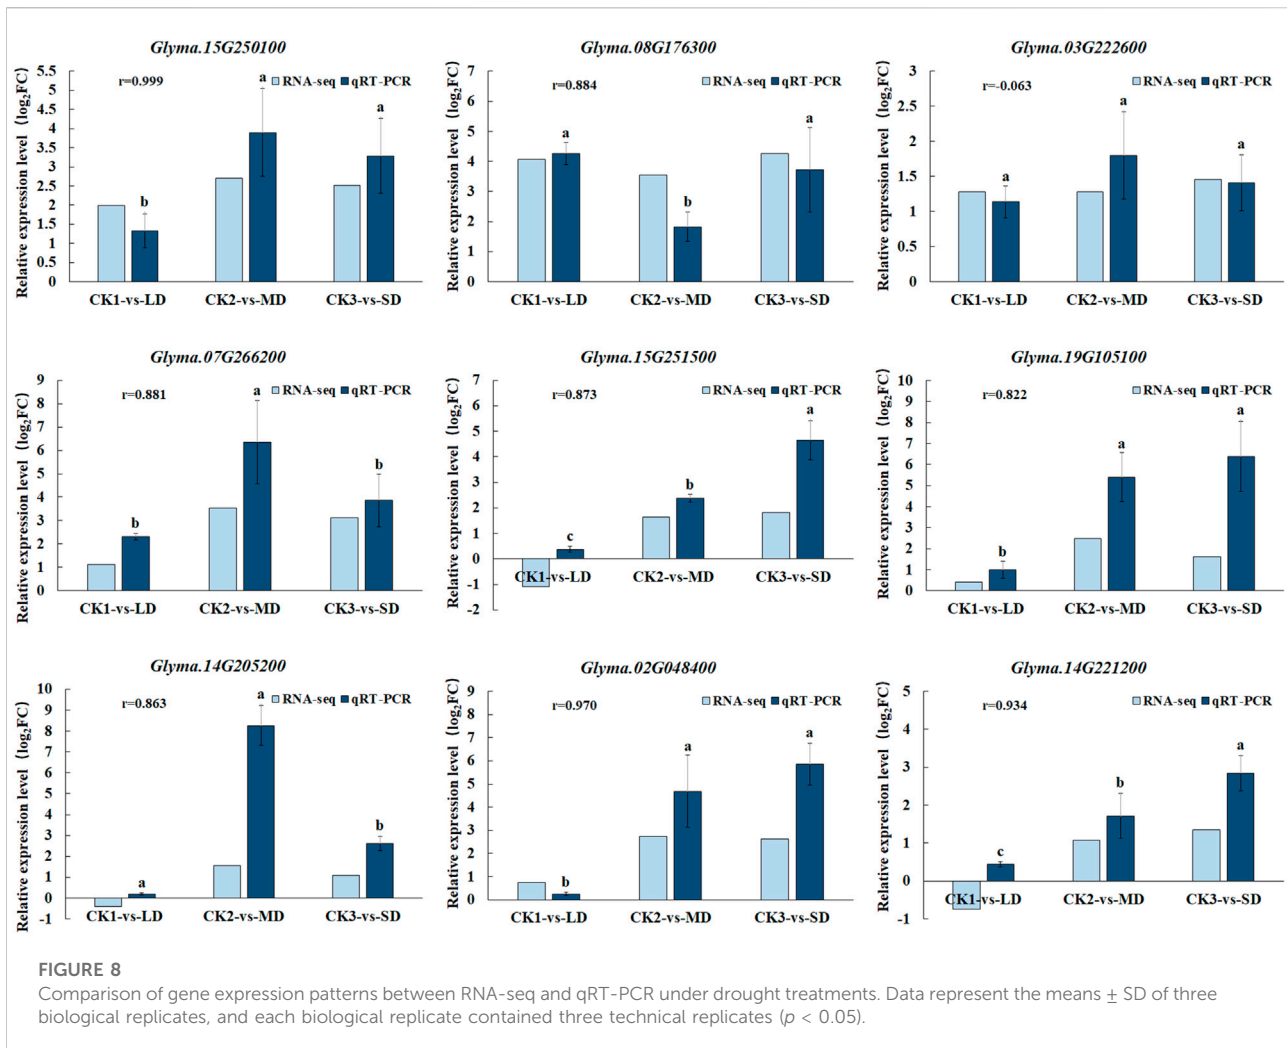 Glyma.15G250100
Relative expression level (log2FC)
5.5
5
4.5
4
3.5
3
2.5
2
1.5
1
0.5
0
r=0.999
RNA-seq qRT-PCR
b
a
a
CK1-vs-LD CK2-vs-MD CK3-vs-SD
Glyma.08G176300
Relative expression level (log2FC)
7
6
5
4
3
2
1
0
r=0.884
RNA-seq qRT-PCR
a
b
a
CK1-vs-LD CK2-vs-MD CK3-vs-SD
Glyma.03G222600
Relative expression level (log2FC)
3
2.5
2
1.5
1
0.5
0
r=-0.063
RNA-seq qRT-PCR
a
a
a
CK1-vs-LD CK2-vs-MD CK3-vs-SD
Glyma.07G266200
Relative expression level (log2FC)
9
8
7
6
5
4
3
2
1
0
r=0.881
RNA-seq qRT-PCR
b
a
b
CK1-vs-LD CK2-vs-MD CK3-vs-SD
Glyma.15G251500
Relative expression level (log2FC)
7
6
5
4
3
2
1
0
-1
-2
r=0.873
RNA-seq qRT-PCR
c
b
a
CK1-vs-LD CK2-vs-MD CK3-vs-SD
Glyma.19G105100
Relative expression level (log2FC)
10
9
8
7
6
5
4
3
2
1
0
r=0.822
RNA-seq qRT-PCR
b
a
a
CK1-vs-LD CK2-vs-MD CK3-vs-SD
Glyma.14G205200
Relative expression level (log2FC)
10
9
8
7
6
5
4
3
2
1
0
-1
r=0.863
RNA-seq qRT-PCR
a
a
b
CK1-vs-LD CK2-vs-MD CK3-vs-SD
Glyma.02G048400
Relative expression level (log2FC)
9
8
7
6
5
4
3
2
1
0
r=0.970
RNA-seq qRT-PCR
b
a
a
CK1-vs-LD CK2-vs-MD CK3-vs-SD
Glyma.14G221200
Relative expression level (log2FC)
5
4
3
2
1
0
-1
r=0.934
RNA-seq qRT-PCR
c
b
a
CK1-vs-LD CK2-vs-MD CK3-vs-SD
FIGURE 8
Comparison of gene expression patterns between RNA-seq and qRT-PCR under drought treatments. Data represent the means ± SD of three
biological replicates, and each biological replicate contained three technical replicates (p < 0.05).